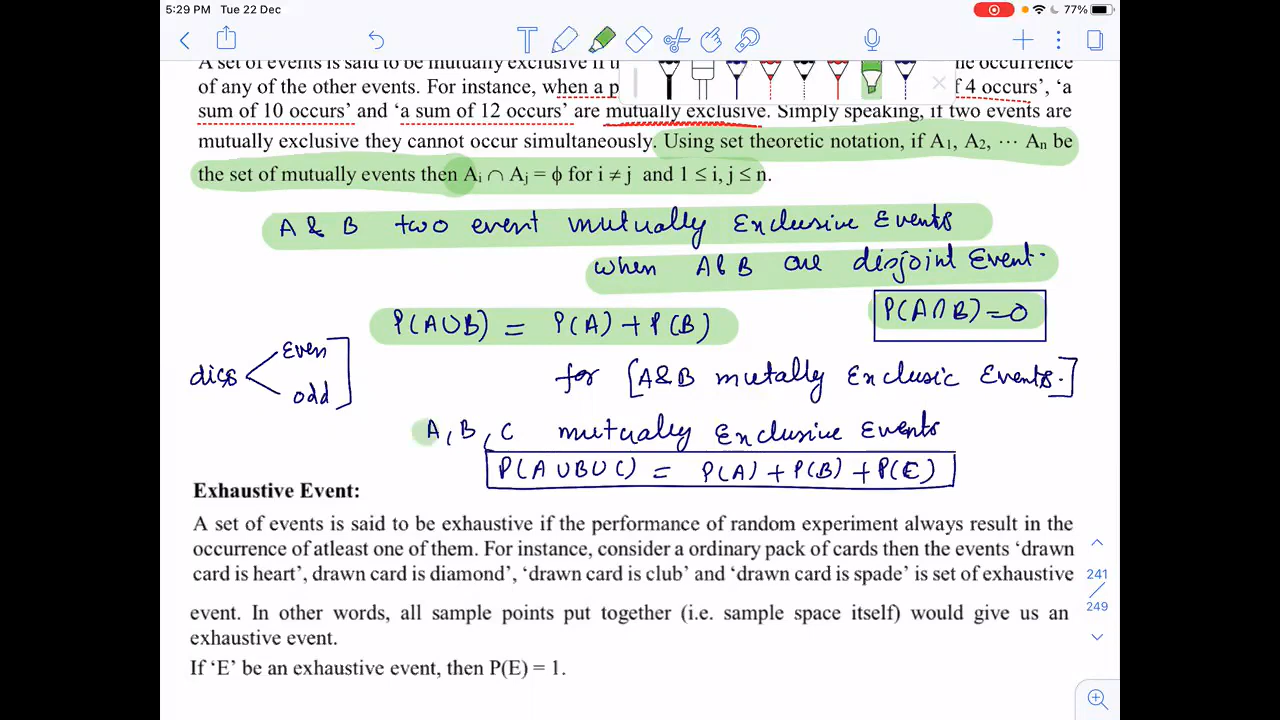 5:29 PM Tue 22 Dec
77%
A set of events is said to be mutually exclusive if th he occurrence
of any of the other events. For instance, when a p of 4 occurs', 'a
sum of 10 occurs' and 'a sum of 12 occurs' are mutually exclusive. Simply speaking, if two events are
mutually exclusive they cannot occur simultaneously. Using set theoretic notation, if A₁, A₂, ··· Aₙ be
the set of mutually events then Aᵢ ∩ Aⱼ = ϕ for i ≠ j and 1 ≤ i, j ≤ n.
A & B two event mutually Exclusive Events
when A & B are disjoint Event.
P(A∩B)=0
P(A∪B) = P(A)+P(B)
dies Even
odd
for [A&B mutally Exclusic Events.]
A, B, C mutually Exclusive Events
P(A∪B∪C) = P(A)+P(B)+P(E)
Exhaustive Event:
A set of events is said to be exhaustive if the performance of random experiment always result in the
occurrence of atleast one of them. For instance, consider a ordinary pack of cards then the events 'drawn
card is heart', drawn card is diamond', 'drawn card is club' and 'drawn card is spade' is set of exhaustive
event. In other words, all sample points put together (i.e. sample space itself) would give us an
exhaustive event.
If 'E' be an exhaustive event, then P(E) = 1.
241
249